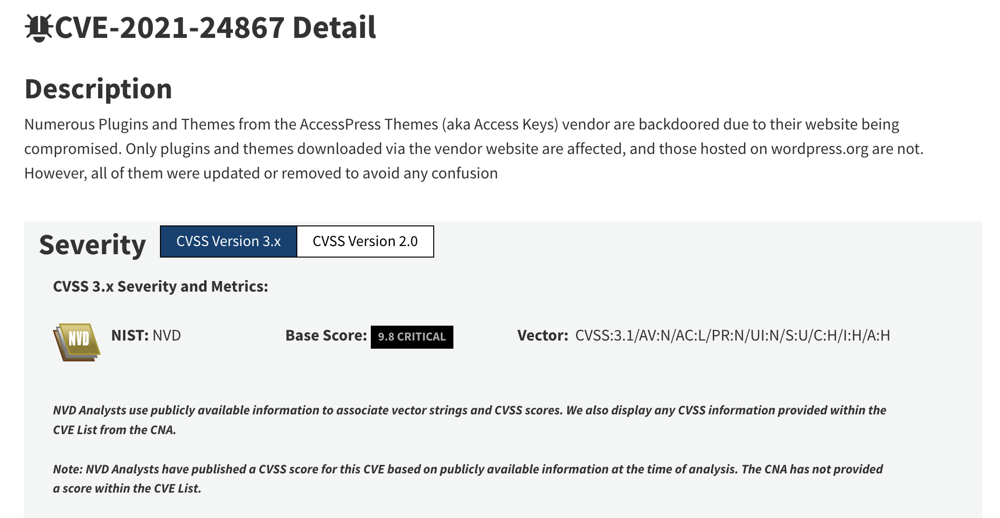 CVE-2021-24867 Detail
Description
Numerous Plugins and Themes from the AccessPress Themes (aka Access Keys) vendor are backdoored due to their website being
compromised. Only plugins and themes downloaded via the vendor website are affected, and those hosted on wordpress.org are not.
However, all of them were updated or removed to avoid any confusion
Severity CVSS Version 3.x CVSS Version 2.0
CVSS 3.x Severity and Metrics:
NVD NIST: NVD Base Score: 9.8 CRITICAL Vector: CVSS:3.1/AV:N/AC:L/PR:N/UI:N/S:U/C:H/I:H/A:H
NVD Analysts use publicly available information to associate vector strings and CVSS scores. We also display any CVSS information provided within the
CVE List from the CNA.
Note: NVD Analysts have published a CVSS score for this CVE based on publicly available information at the time of analysis. The CNA has not provided
a score within the CVE List.